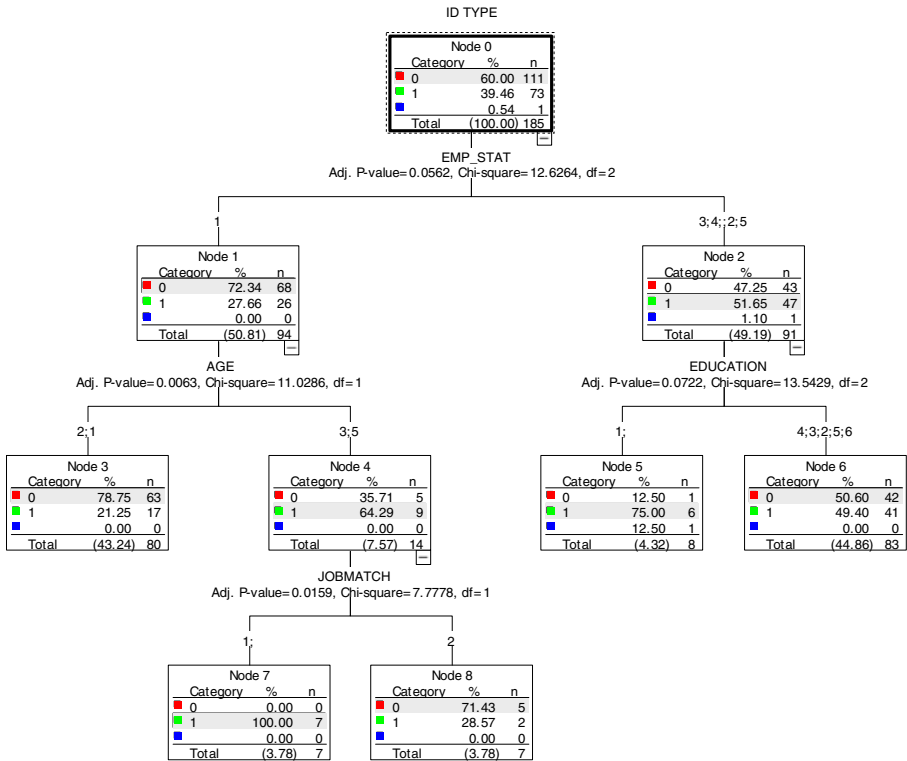 ID TYPE
Node 0
Category % n
0 60.00 111
1 39.46 73
0.54 1
Total (100.00) 185
EMP_STAT
Adj. P-value=0.0562, Chi-square=12.6264, df=2
1
3;4;;2;5
Node 1
Category % n
0 72.34 68
1 27.66 26
0.00 0
Total (50.81) 94
Node 2
Category % n
0 47.25 43
1 51.65 47
1.10 1
Total (49.19) 91
AGE
Adj. P-value=0.0063, Chi-square=11.0286, df=1
EDUCATION
Adj. P-value=0.0722, Chi-square=13.5429, df=2
2;1
3;5
1;
4;3;2;5;6
Node 3
Category % n
0 78.75 63
1 21.25 17
0.00 0
Total (43.24) 80
Node 4
Category % n
0 35.71 5
1 64.29 9
0.00 0
Total (7.57) 14
Node 5
Category % n
0 12.50 1
1 75.00 6
12.50 1
Total (4.32) 8
Node 6
Category % n
0 50.60 42
1 49.40 41
0.00 0
Total (44.86) 83
JOBMATCH
Adj. P-value=0.0159, Chi-square=7.7778, df=1
1;
2
Node 7
Category % n
0 0.00 0
1 100.00 7
0.00 0
Total (3.78) 7
Node 8
Category % n
0 71.43 5
1 28.57 2
0.00 0
Total (3.78) 7